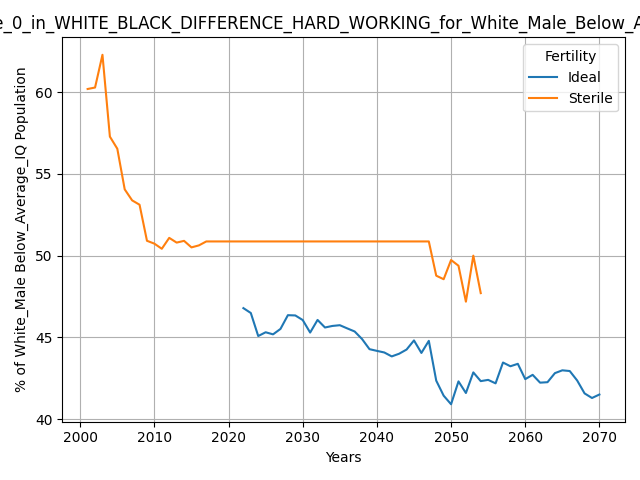 e_0_in_WHITE_BLACK_DIFFERENCE_HARD_WORKING_for_White_Male_Below_A
Fertility
Ideal
Sterile
% of White_Male Below_Average_IQ Population
60
55
50
45
40
2000 2010 2020 2030 2040 2050 2060 2070
Years